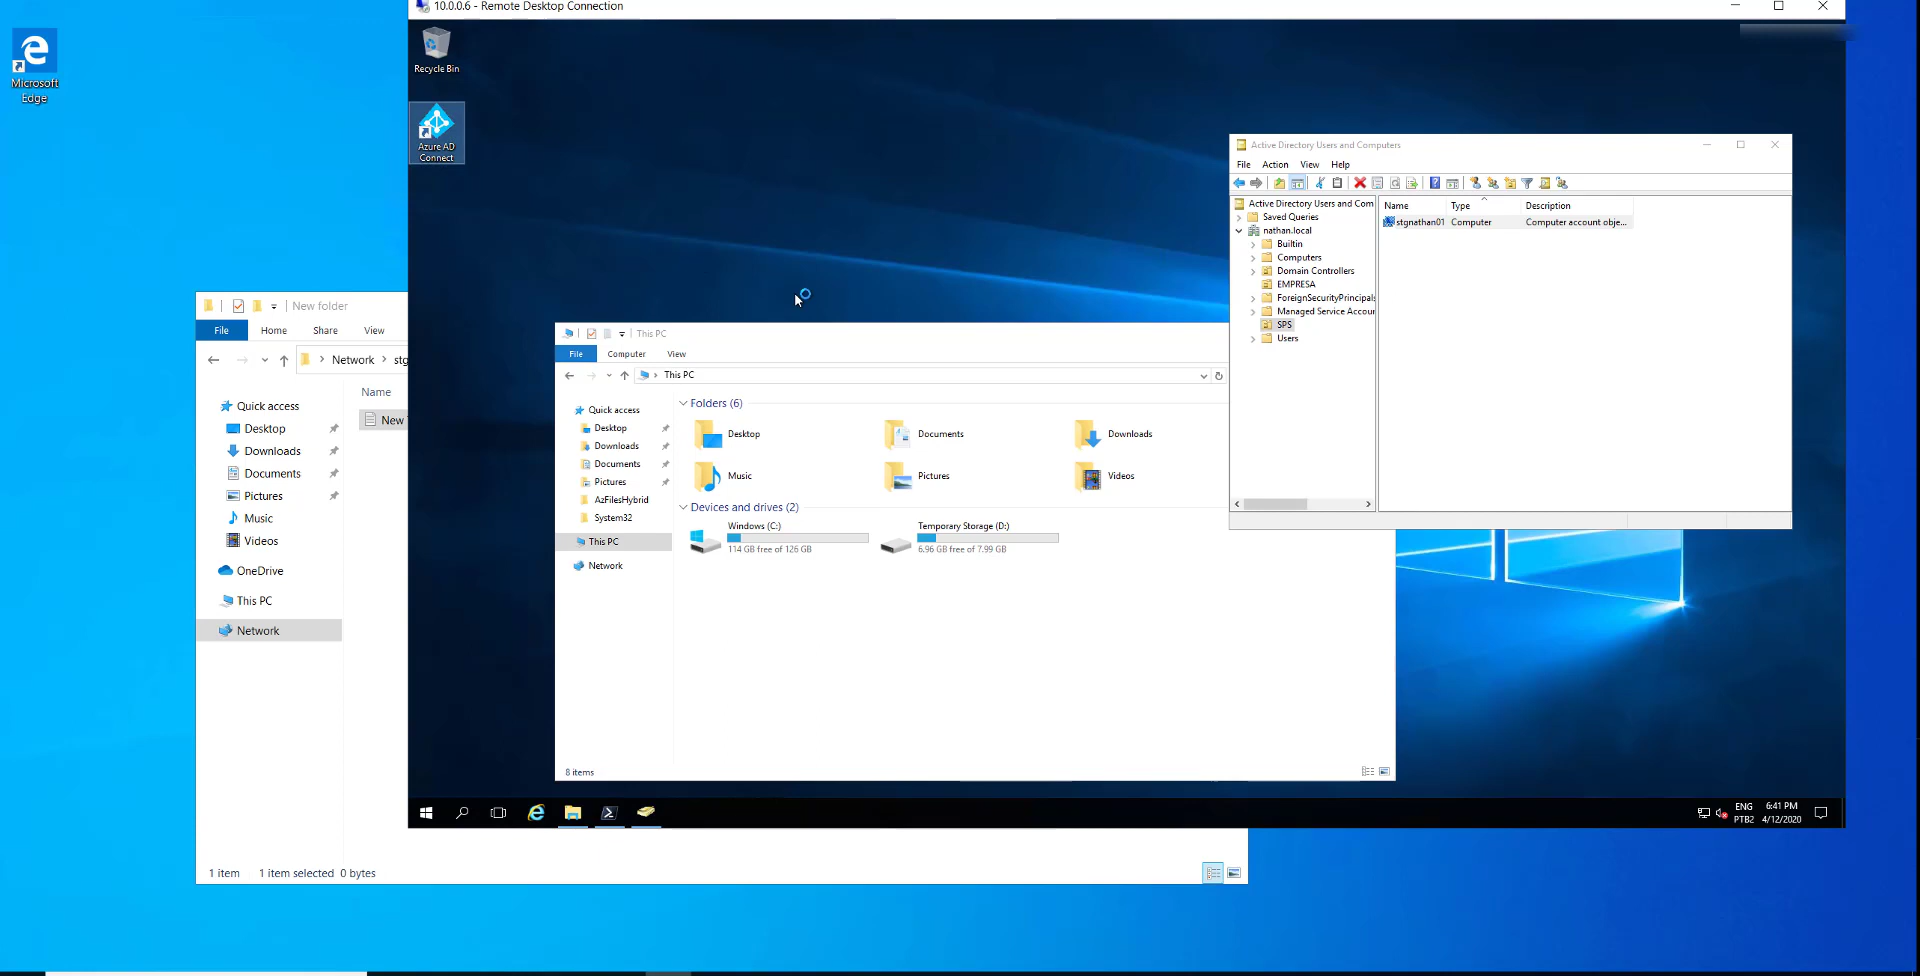 10.0.0.6 - Remote Desktop Connection
Microsoft
Edge
Recycle Bin
Azure AD
Connect
Active Directory Users and Computers
File Action View Help
Active Directory Users and Com
Saved Queries
nathan.local
Builtin
Computers
Domain Controllers
EMPRESA
ForeignSecurityPrincipals
Managed Service Accour
SPS
Users
Name Type Description
stgnathan01 Computer Computer account obje...
New folder
File Home Share View
Network stg
Name
New
Quick access
Desktop
Downloads
Documents
Pictures
Music
Videos
OneDrive
This PC
Network
1 item 1 item selected 0 bytes
This PC
File Computer View
This PC
Quick access
Desktop
Downloads
Documents
Pictures
AzFilesHybrid
System32
This PC
Network
Folders (6)
Desktop Documents Downloads
Music Pictures Videos
Devices and drives (2)
Windows (C:)
114 GB free of 126 GB
Temporary Storage (D:)
6.96 GB free of 7.99 GB
8 items
ENG
PTB2
6:41 PM
4/12/2020